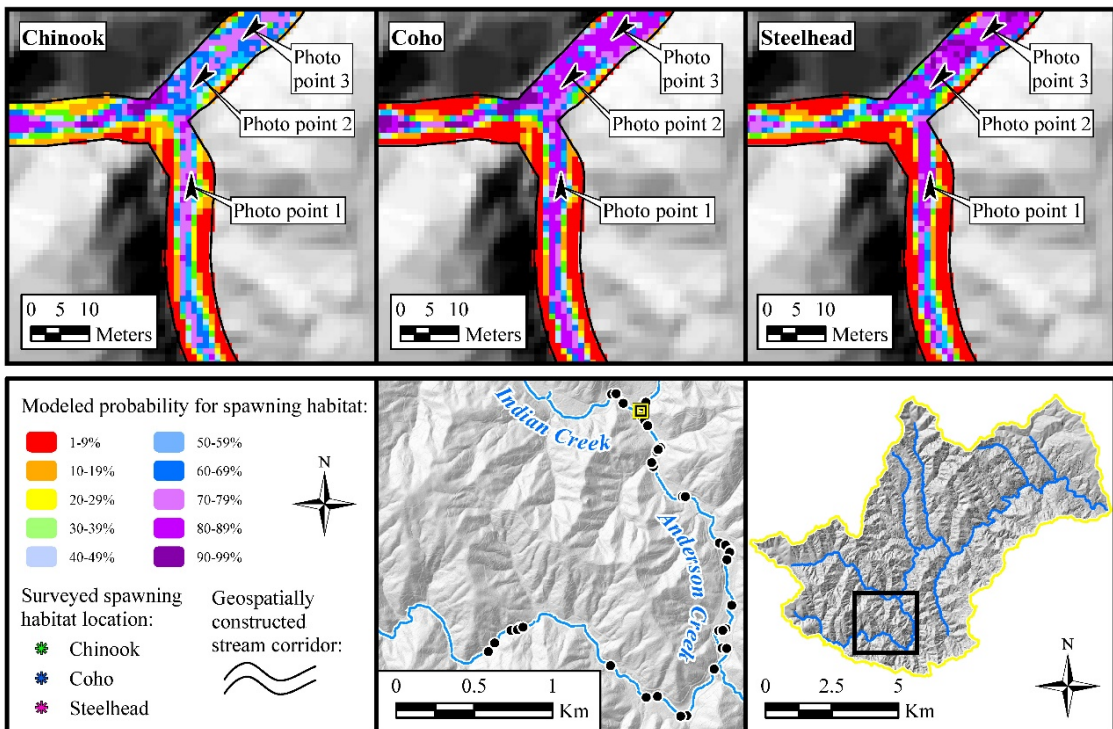 Chinook
Photo point 3
Photo point 2
Photo point 1
0 5 10
Meters
Coho
Photo point 3
Photo point 2
Photo point 1
0 5 10
Meters
Steelhead
Photo point 3
Photo point 2
Photo point 1
0 5 10
Meters
Modeled probability for spawning habitat:
1-9%
10-19%
20-29%
30-39%
40-49%
50-59%
60-69%
70-79%
80-89%
90-99%
N
Surveyed spawning
habitat location:
Chinook
Coho
Steelhead
Geospatially
constructed
stream corridor:
Indian Creek
Anderson Creek
0 0.5 1
Km
0 2.5 5
Km
N